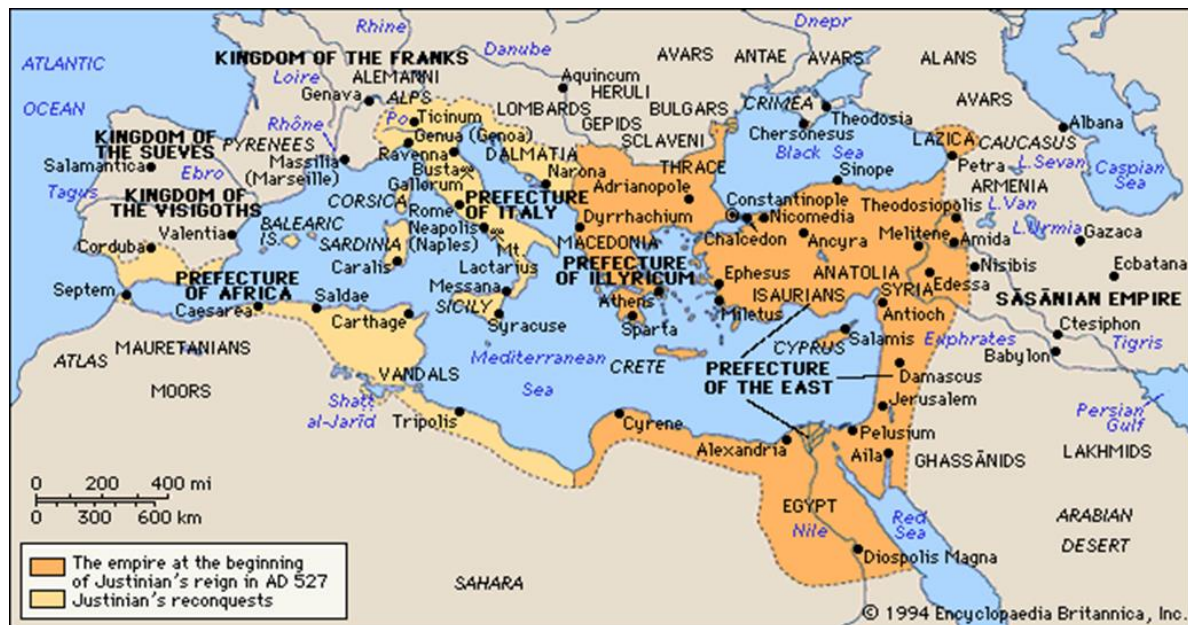 Rhine
Dnepr
ATLANTIC
OCEAN
KINGDOM OF THE FRANKS
Danube
AVARS
ANTAE
AVARS
ALANS
Loire
ALEMANNI
Aquincum
HERULI
Genava
ALPS
LOMBARDS
BULGARS
CRIMEA
Theodosia
AVARS
Po
Ticinum
GEPIDS
SCLAVENI
Chersonesus
Albana
KINGDOM OF
THE SUEVES
Rhône
PYRENEES
Genua (Genoa)
DALMATIA
THRACE
Black Sea
LAZICA
CAUCASUS
Salamantica
Ebro
Massilia
(Marseille)
Ravenna
Busta
Gallorum
Narona
Adrianopole
Sinope
Petra
L.Sevan
Caspian
Sea
Tagus
KINGDOM OF
THE VISIGOTHS
CORSICA
PREFECTURE
OF ITALY
Constantinople
Theodosiopolis
ARMENIA
L.Van
Valentia
BALEARIC
IS.
Rome
Dyrrhachium
Nicomedia
L.Urmia
Corduba
SARDINIA
Neapolis
(Naples)
Mt.
Lactarius
MACEDONIA
Chalcedon
Ancyra
Melitene
Amida
Gazaca
PREFECTURE
OF AFRICA
Caralis
PREFECTURE
OF ILLYRICUM
Ephesus
ANATOLIA
Nisibis
Ecbatana
Septem
Caesarea
Saldae
Messana
SICILY
Athens
ISAURIANS
SYRIA
Edessa
SĀSĀNIAN EMPIRE
Carthage
Syracuse
Sparta
Miletus
Antioch
Ctesiphon
ATLAS
MAURETANIANS
Mediterranean
Sea
CRETE
CYPRUS
Salamis
Exphrates
Babylon
Tigris
MOORS
VANDALS
PREFECTURE
OF THE EAST
Damascus
Shatt
al-Jarid
Tripolis
Cyrene
Jerusalem
Persian
Gulf
Alexandria
Pelusium
Aila
GHASSĀNIDS
LAKHMIDS
0 200 400 mi
0 300 600 km
EGYPT
Nile
Red
Sea
ARABIAN
DESERT
Diospolis Magna
SAHARA
The empire at the beginning
of Justinian's reign in AD 527
Justinian's reconquests
© 1994 Encyclopaedia Britannica, Inc.